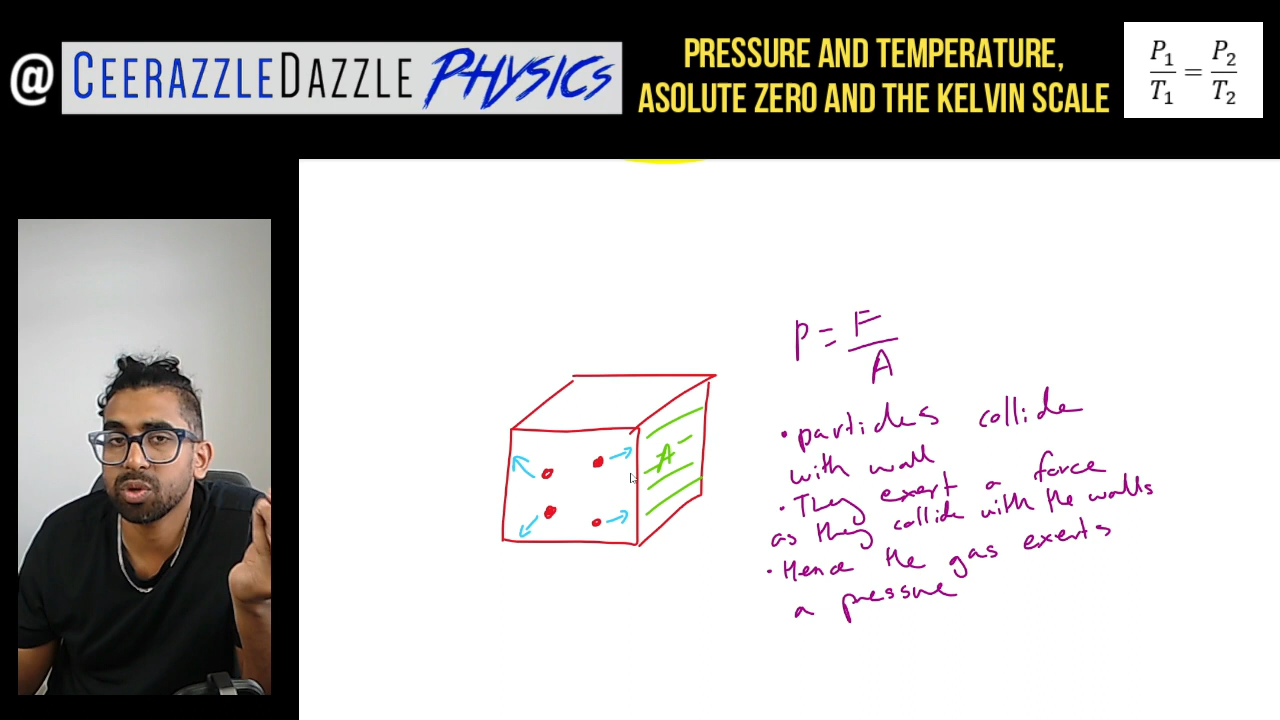 @ CEERAZZLEDAZZLE PHYSICS
PRESSURE AND TEMPERATURE,
ASOLUTE ZERO AND THE KELVIN SCALE
P₁/T₁ = P₂/T₂
P = F/A
A
• particles collide
with wall
• They exert a force
as they collide with the walls
• Hence the gas exerts
a pressure